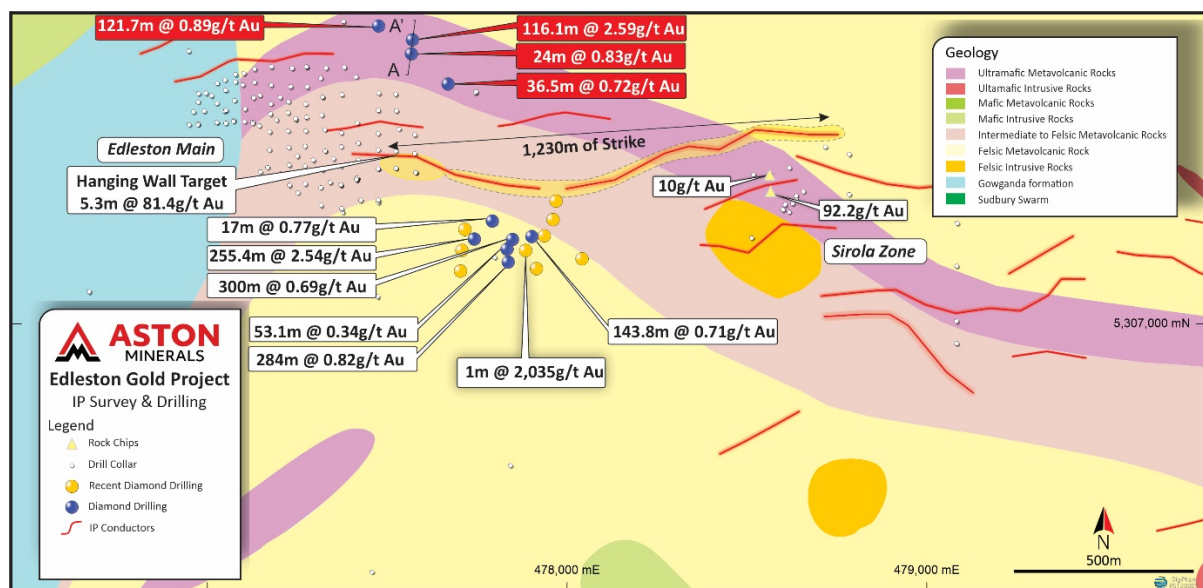 121.7m @ 0.89g/t Au
A'
116.1m @ 2.59g/t Au
24m @ 0.83g/t Au
A
36.5m @ 0.72g/t Au
Geology
Ultramafic Metavolcanic Rocks
Ultamafic Intrusive Rocks
Mafic Metavolcanic Rocks
Mafic Intrusive Rocks
Intermediate to Felsic Metavolcanic Rocks
Felsic Metavolcanic Rock
Felsic Intrusive Rocks
Gowganda formation
Sudbury Swarm
Edleston Main
1,230m of Strike
Hanging Wall Target
5.3m @ 81.4g/t Au
10g/t Au
92.2g/t Au
Sirola Zone
17m @ 0.77g/t Au
255.4m @ 2.54g/t Au
300m @ 0.69g/t Au
53.1m @ 0.34g/t Au
284m @ 0.82g/t Au
143.8m @ 0.71g/t Au
1m @ 2,035g/t Au
5,307,000 mN
ASTON
MINERALS
Edleston Gold Project
IP Survey & Drilling
Legend
Rock Chips
Drill Collar
Recent Diamond Drilling
Diamond Drilling
IP Conductors
478,000 mE
479,000 mE
N
500m